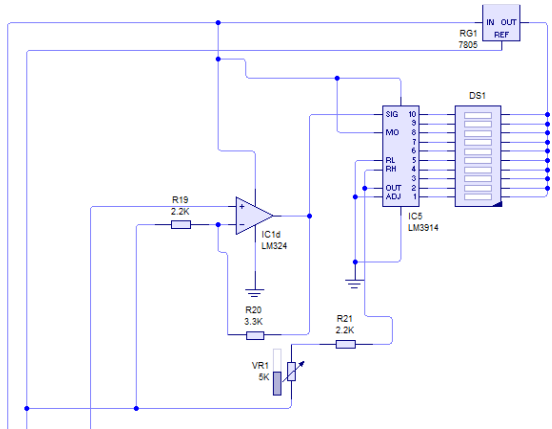 IN OUT
REF
RG1
7805
DS1
SIG 10
9
MO 8
7
6
RL 5
RH 4
3
OUT 2
ADJ 1
IC5
LM3914
R19
2.2K
+
−
IC1d
LM324
R20
3.3K
R21
2.2K
VR1
5K